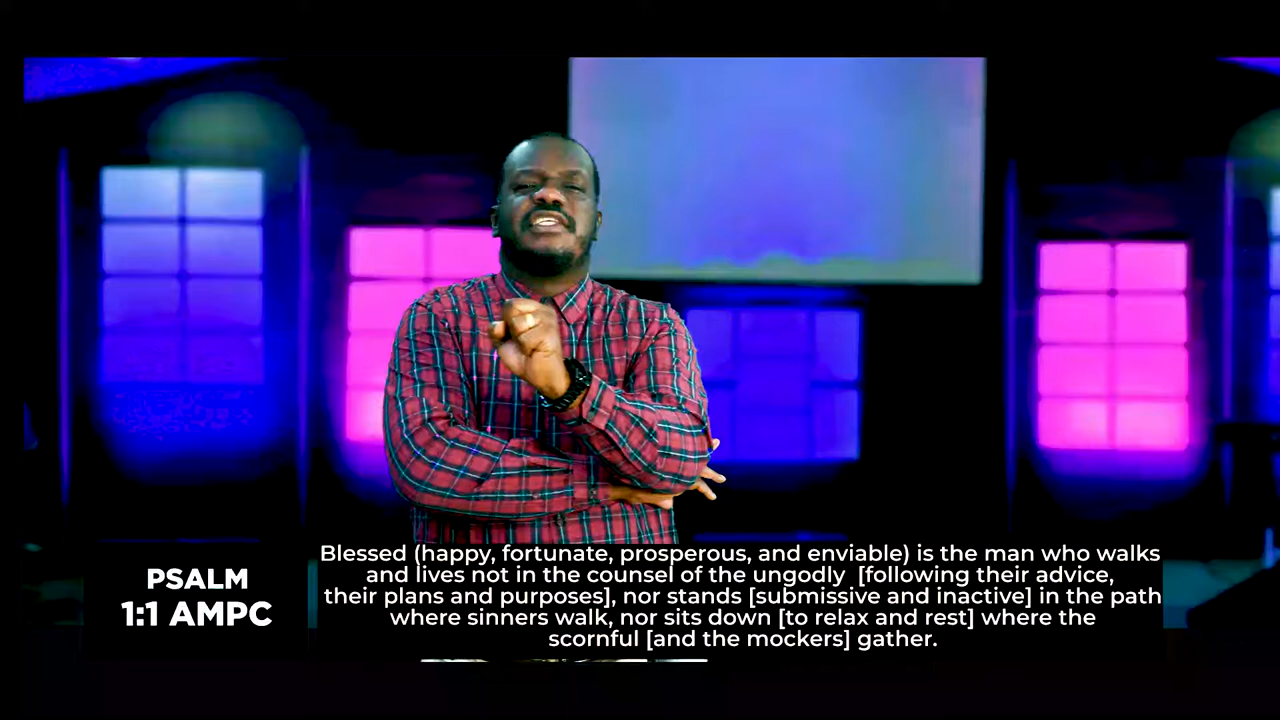 PSALM
1:1 AMPC
Blessed (happy, fortunate, prosperous, and enviable) is the man who walks
and lives not in the counsel of the ungodly [following their advice,
their plans and purposes], nor stands [submissive and inactive] in the path
where sinners walk, nor sits down [to relax and rest] where the
scornful [and the mockers] gather.